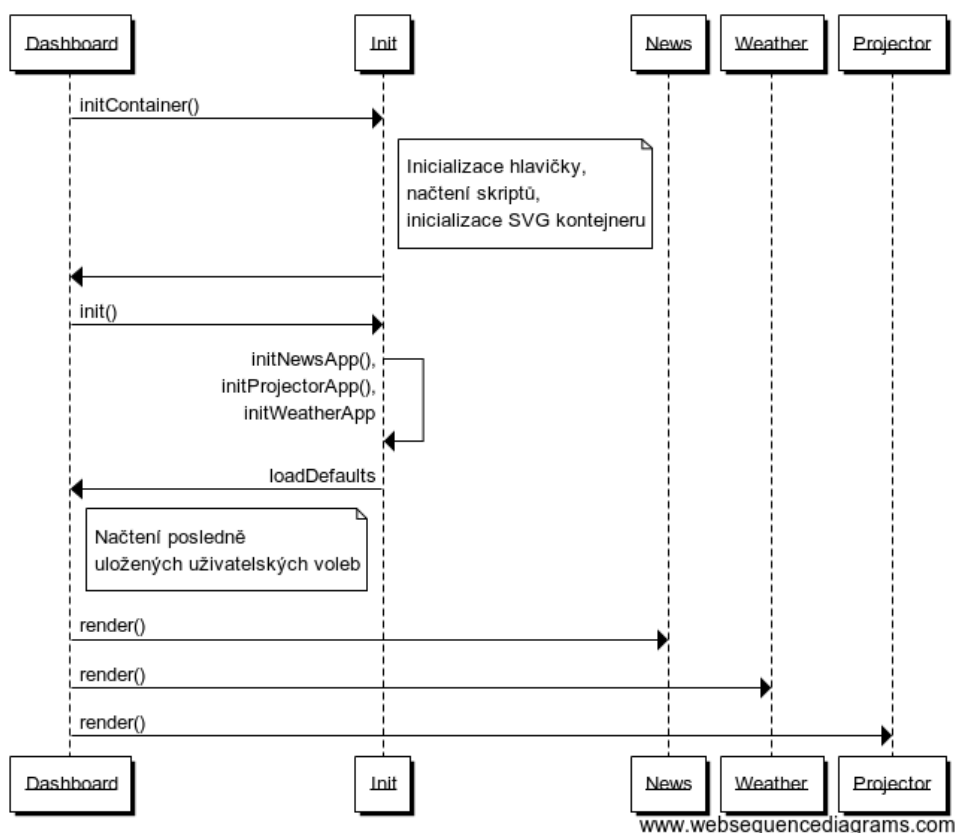 Dashboard
Init
News
Weather
Projector
initContainer()
Inicializace hlavičky,
načtení skriptů,
inicializace SVG kontejneru
init()
initNewsApp(),
initProjectorApp(),
initWeatherApp
loadDefaults
Načtení posledně
uložených uživatelských voleb
render()
render()
render()
Dashboard
Init
News
Weather
Projector
www.websequencediagrams.com